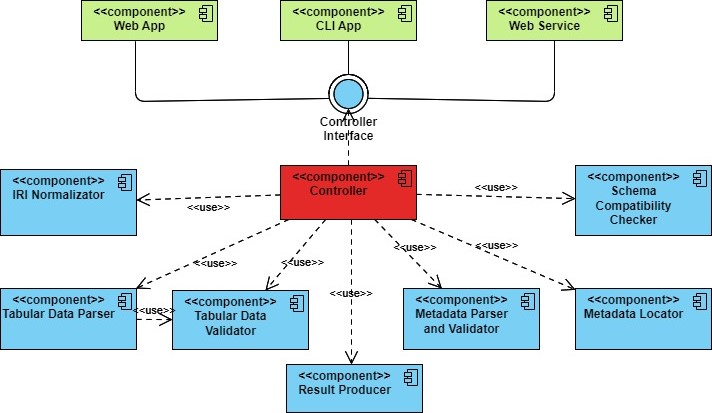 <<component>>
Web App
<<component>>
CLI App
<<component>>
Web Service
Controller
Interface
<<component>>
IRI Normalizator
<<use>>
<<component>>
Controller
<<use>>
<<component>>
Schema
Compatibility
Checker
<<use>>
<<use>>
<<use>>
<<use>>
<<use>>
<<component>>
Tabular Data Parser
<<use>>
<<component>>
Tabular Data
Validator
<<component>>
Metadata Parser
and Validator
<<component>>
Metadata Locator
<<component>>
Result Producer